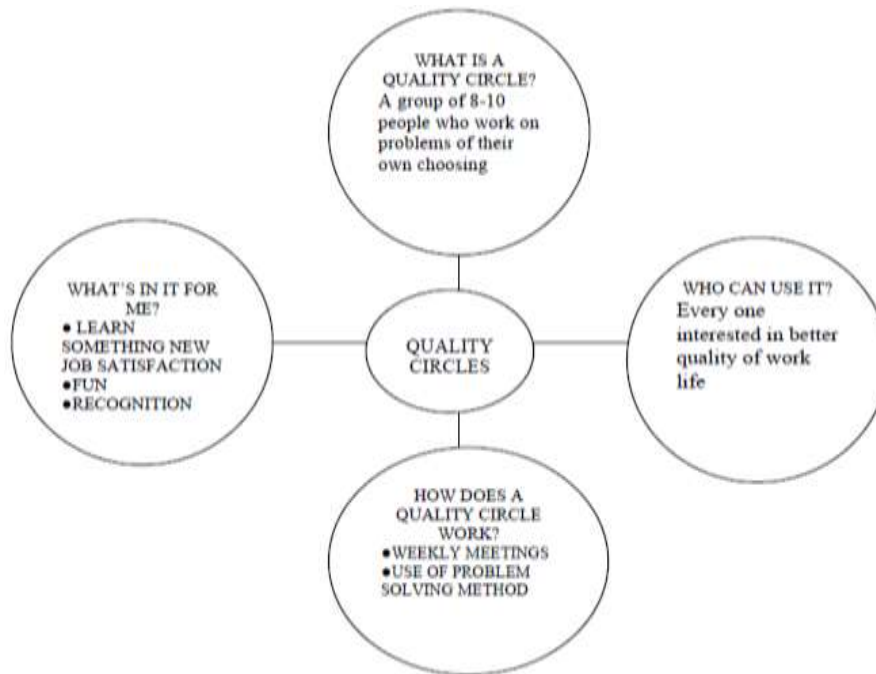 WHAT IS A
QUALITY CIRCLE?
A group of 8-10
people who work on
problems of their
own choosing
WHAT'S IN IT FOR
ME?
● LEARN
SOMETHING NEW
JOB SATISFACTION
●FUN
●RECOGNITION
QUALITY
CIRCLES
WHO CAN USE IT?
Every one
interested in better
quality of work
life
HOW DOES A
QUALITY CIRCLE
WORK?
●WEEKLY MEETINGS
●USE OF PROBLEM
SOLVING METHOD